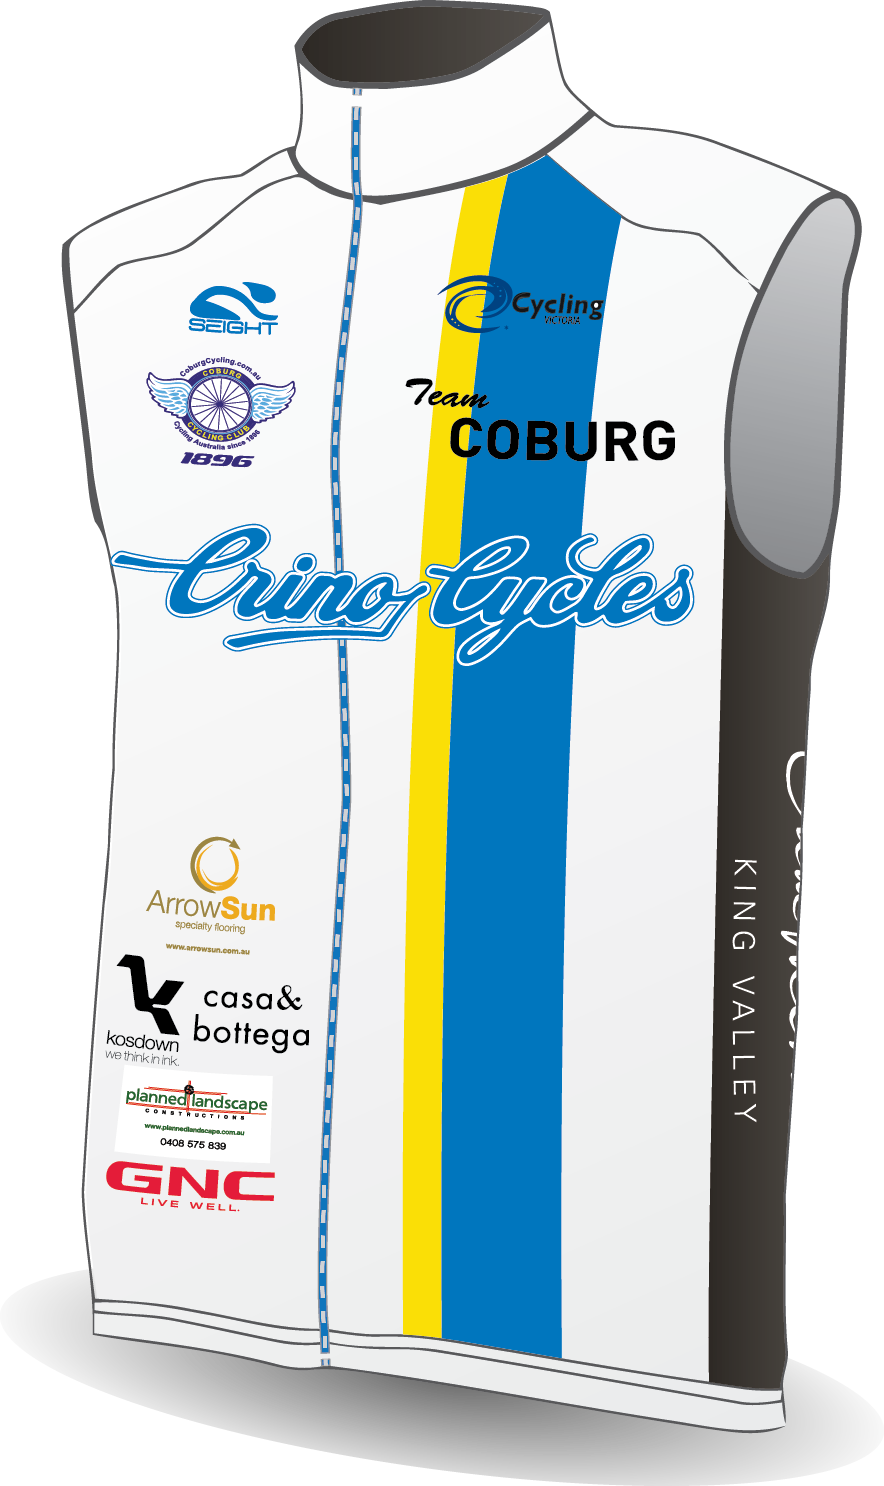 SEIGHT
Cycling
VICTORIA
CoburgCycling.com.au
COBURG
CYCLING CLUB
Cycling Australia since 1896
1896
Team
COBURG
Crino Cycles
ArrowSun
specialty flooring
www.arrowsun.com.au
kosdown
we think in ink.
casa&
bottega
planned landscape
CONSTRUCTIONS
www.plannedlandscape.com.au
0408 575 839
GNC
LIVE WELL.
KING VALLEY